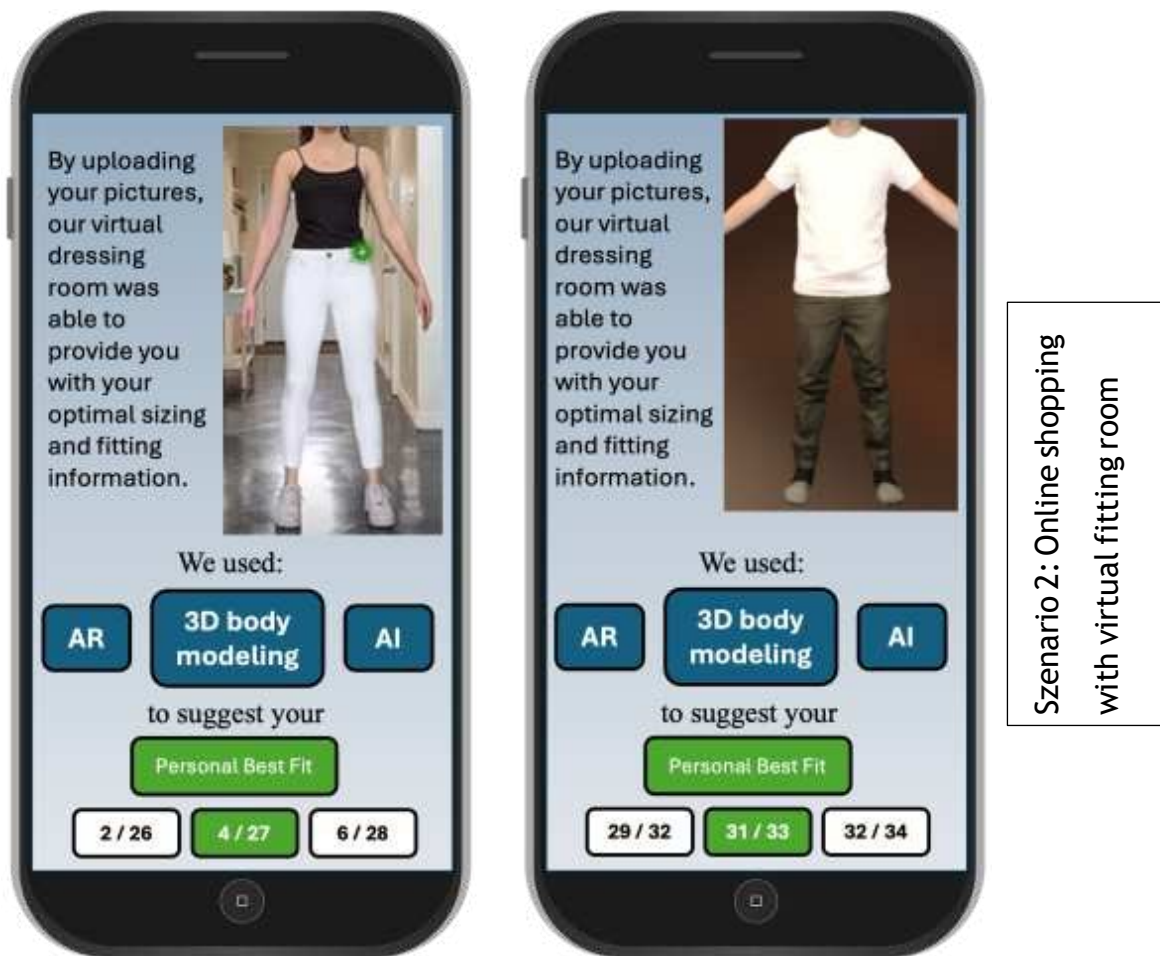 By uploading
your pictures,
our virtual
dressing
room was
able to
provide you
with your
optimal sizing
and fitting
information.
We used:
AR
3D body
modeling
AI
to suggest your
Personal Best Fit
2 / 26
4 / 27
6 / 28
By uploading
your pictures,
our virtual
dressing
room was
able to
provide you
with your
optimal sizing
and fitting
information.
We used:
AR
3D body
modeling
AI
to suggest your
Personal Best Fit
29 / 32
31 / 33
32 / 34
Szenario 2: Online shopping
with virtual fitting room